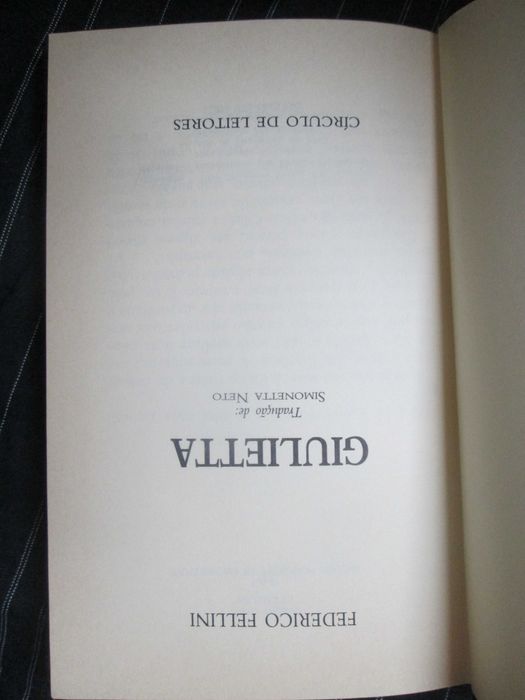 FEDERICO FELLINI
GIULIETTA
Tradução de:
SIMONETTA NETO
CÍRCULO DE LEITORES